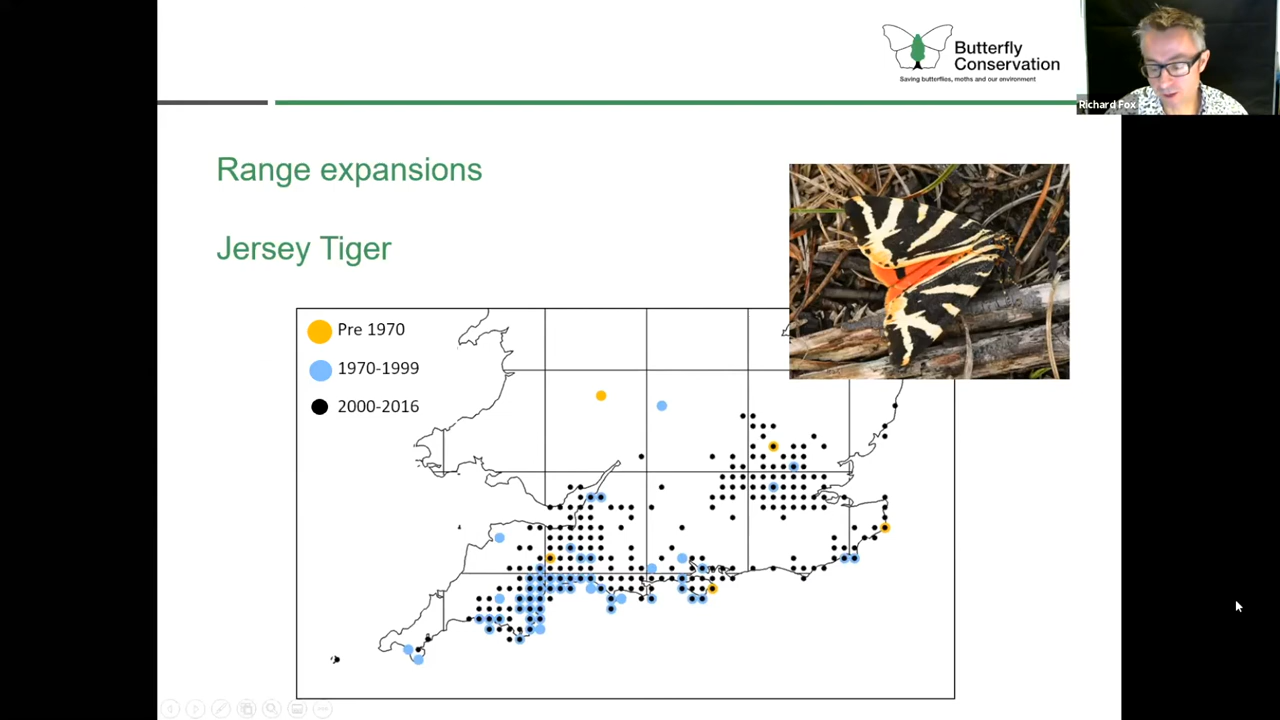 Butterfly
Conservation
Saving butterflies, moths and our environment
Richard Fox
Range expansions
Jersey Tiger
Pre 1970
1970-1999
2000-2016